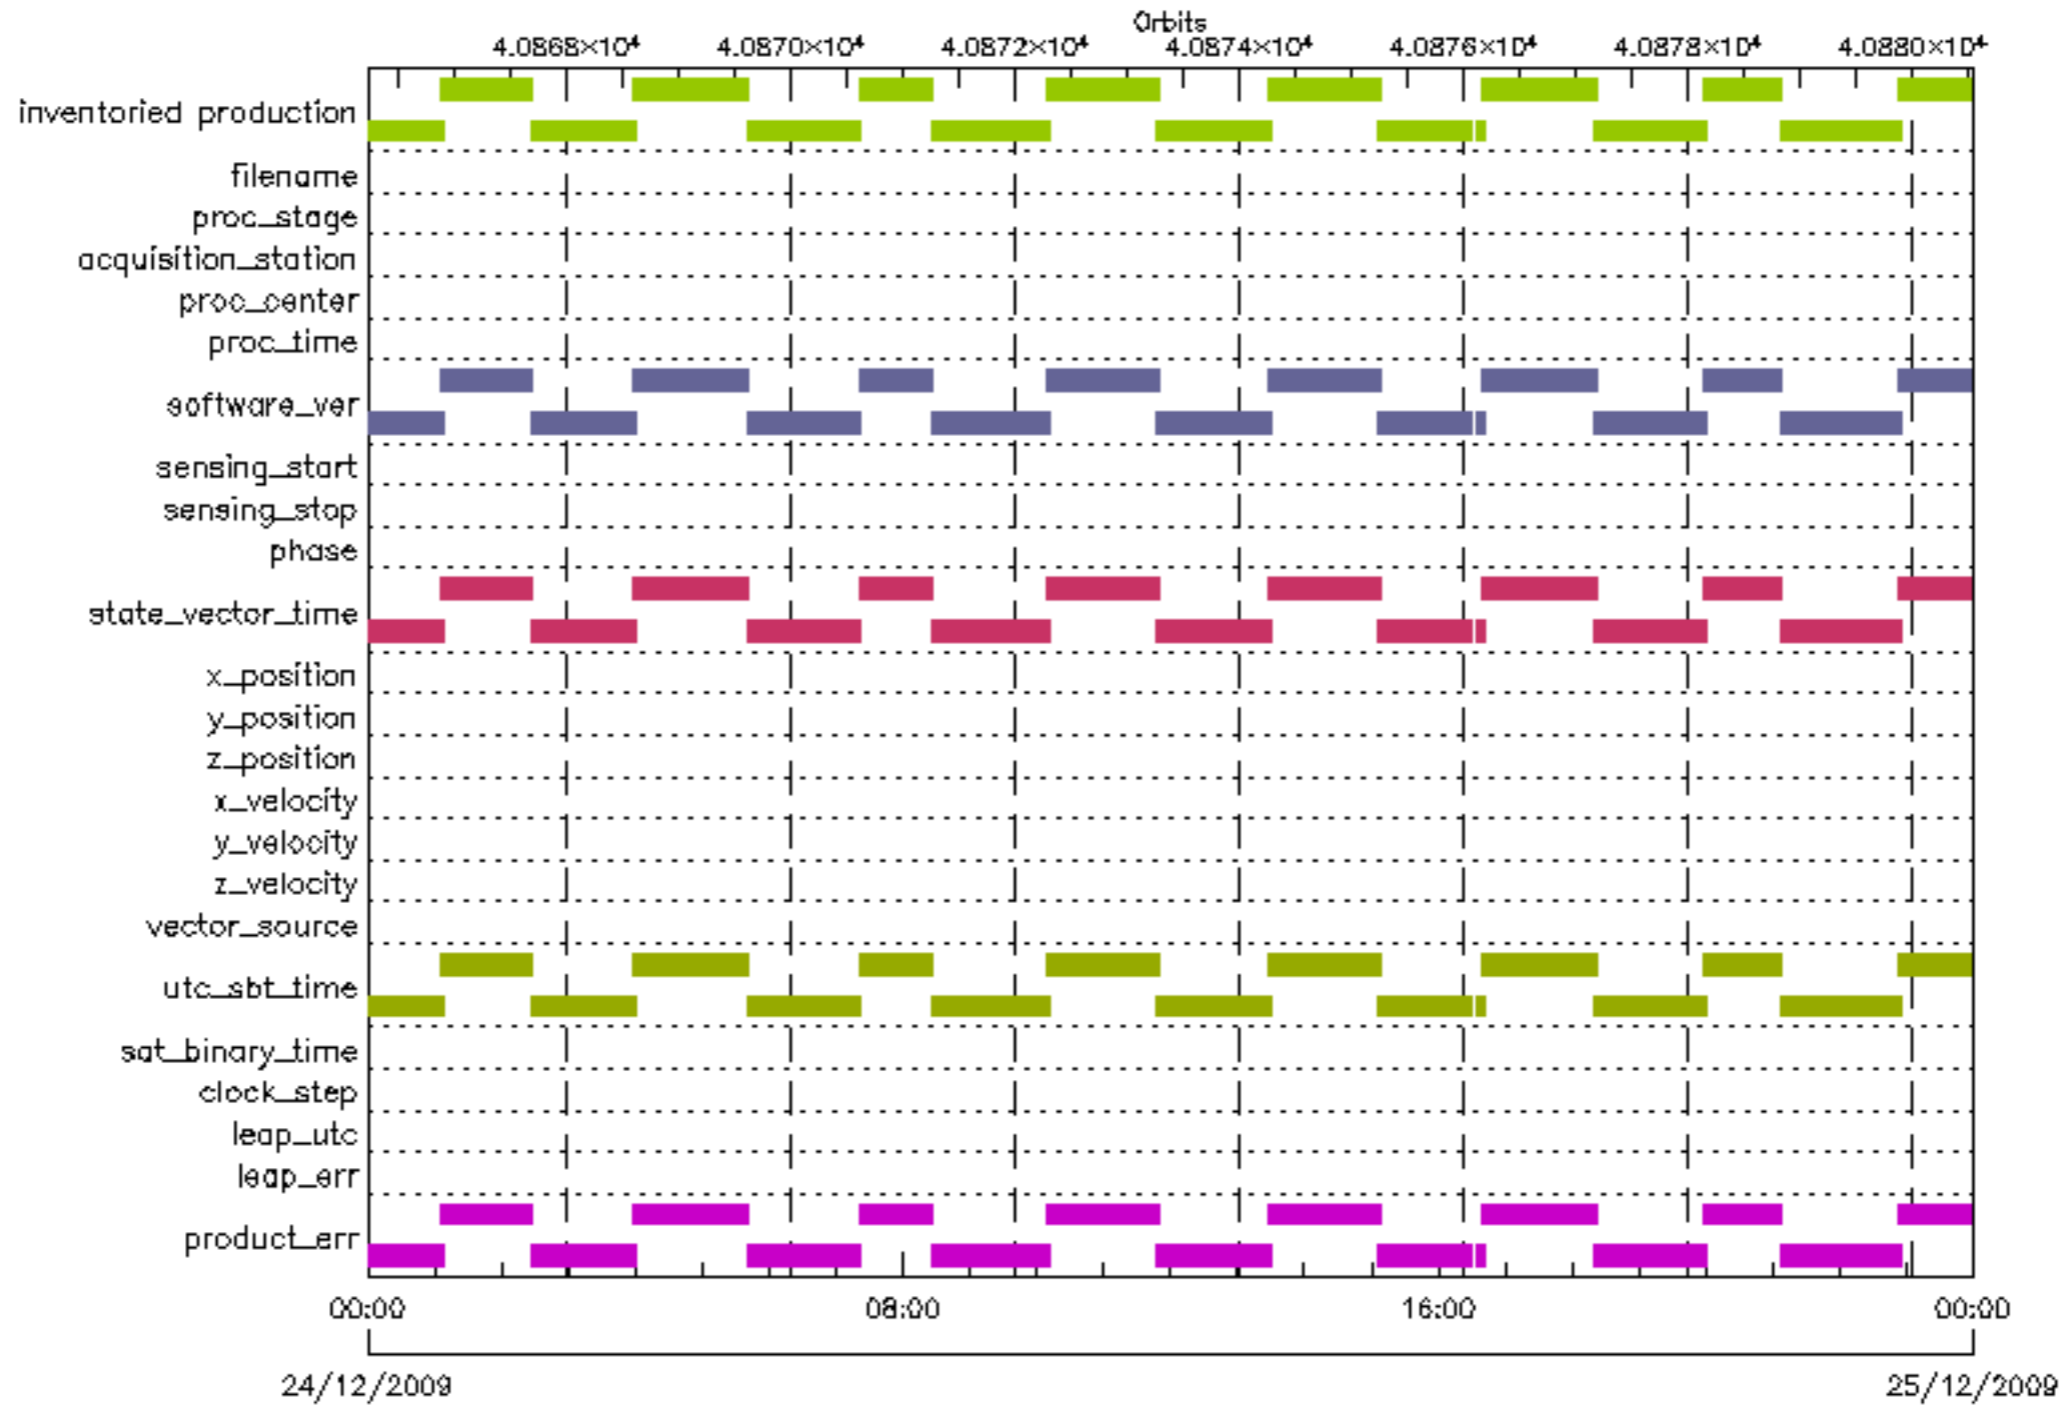 Orbits
4.0868×10⁴ 4.0870×10⁴ 4.0872×10⁴ 4.0874×10⁴ 4.0876×10⁴ 4.0878×10⁴ 4.0880×10⁴
inventoried production
filename
proc_stage
acquisition_station
proc_center
proc_time
software_ver
sensing_start
sensing_stop
phase
state_vector_time
x_position
y_position
z_position
x_velocity
y_velocity
z_velocity
vector_source
utc_sbt_time
sat_binary_time
clock_step
leap_utc
leap_err
product_err
00:00 08:00 16:00 00:00
24/12/2009 25/12/2009